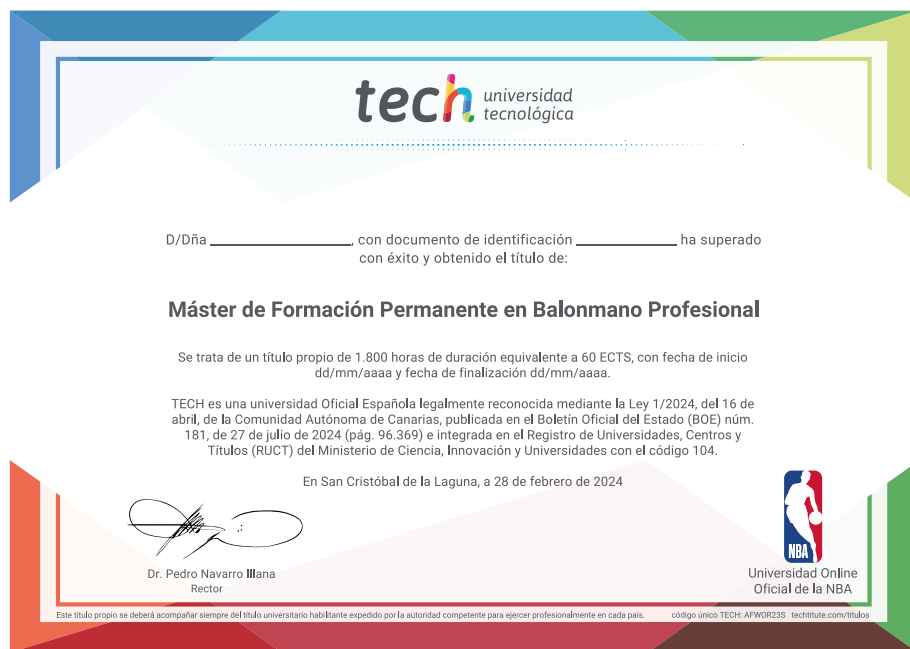 tech universidad
tecnológica
D/Dña ____________________, con documento de identificación ______________ ha superado
con éxito y obtenido el título de:
Máster de Formación Permanente en Balonmano Profesional
Se trata de un título propio de 1.800 horas de duración equivalente a 60 ECTS, con fecha de inicio
dd/mm/aaaa y fecha de finalización dd/mm/aaaa.
TECH es una universidad Oficial Española legalmente reconocida mediante la Ley 1/2024, del 16 de
abril, de la Comunidad Autónoma de Canarias, publicada en el Boletín Oficial del Estado (BOE) núm.
181, de 27 de julio de 2024 (pág. 96.369) e integrada en el Registro de Universidades, Centros y
Títulos (RUCT) del Ministerio de Ciencia, Innovación y Universidades con el código 104.
En San Cristóbal de la Laguna, a 28 de febrero de 2024
NBA
Dr. Pedro Navarro Illana
Rector
Universidad Online
Oficial de la NBA
Este título propio se deberá acompañar siempre del título universitario habilitante expedido por la autoridad competente para ejercer profesionalmente en cada país. código único TECH: AFWOR23S techtitute.com/titulos